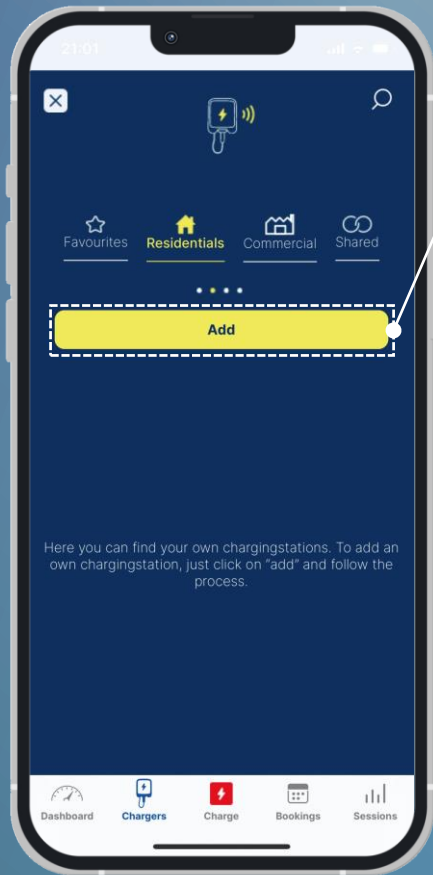 21:01
Favourites Residentials Commercial Shared
Add
Here you can find your own chargingstations. To add an
own chargingstation, just click on "add" and follow the
process.
Dashboard Chargers Charge Bookings Sessions